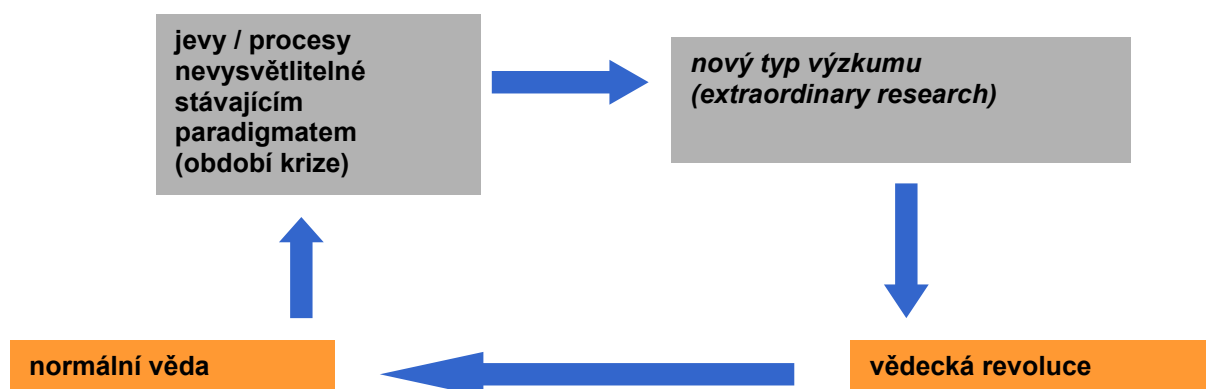 jevy / procesy
nevysvětlitelné
stávajícím
paradigmatem
(období krize)
nový typ výzkumu
(extraordinary research)
normální věda
vědecká revoluce